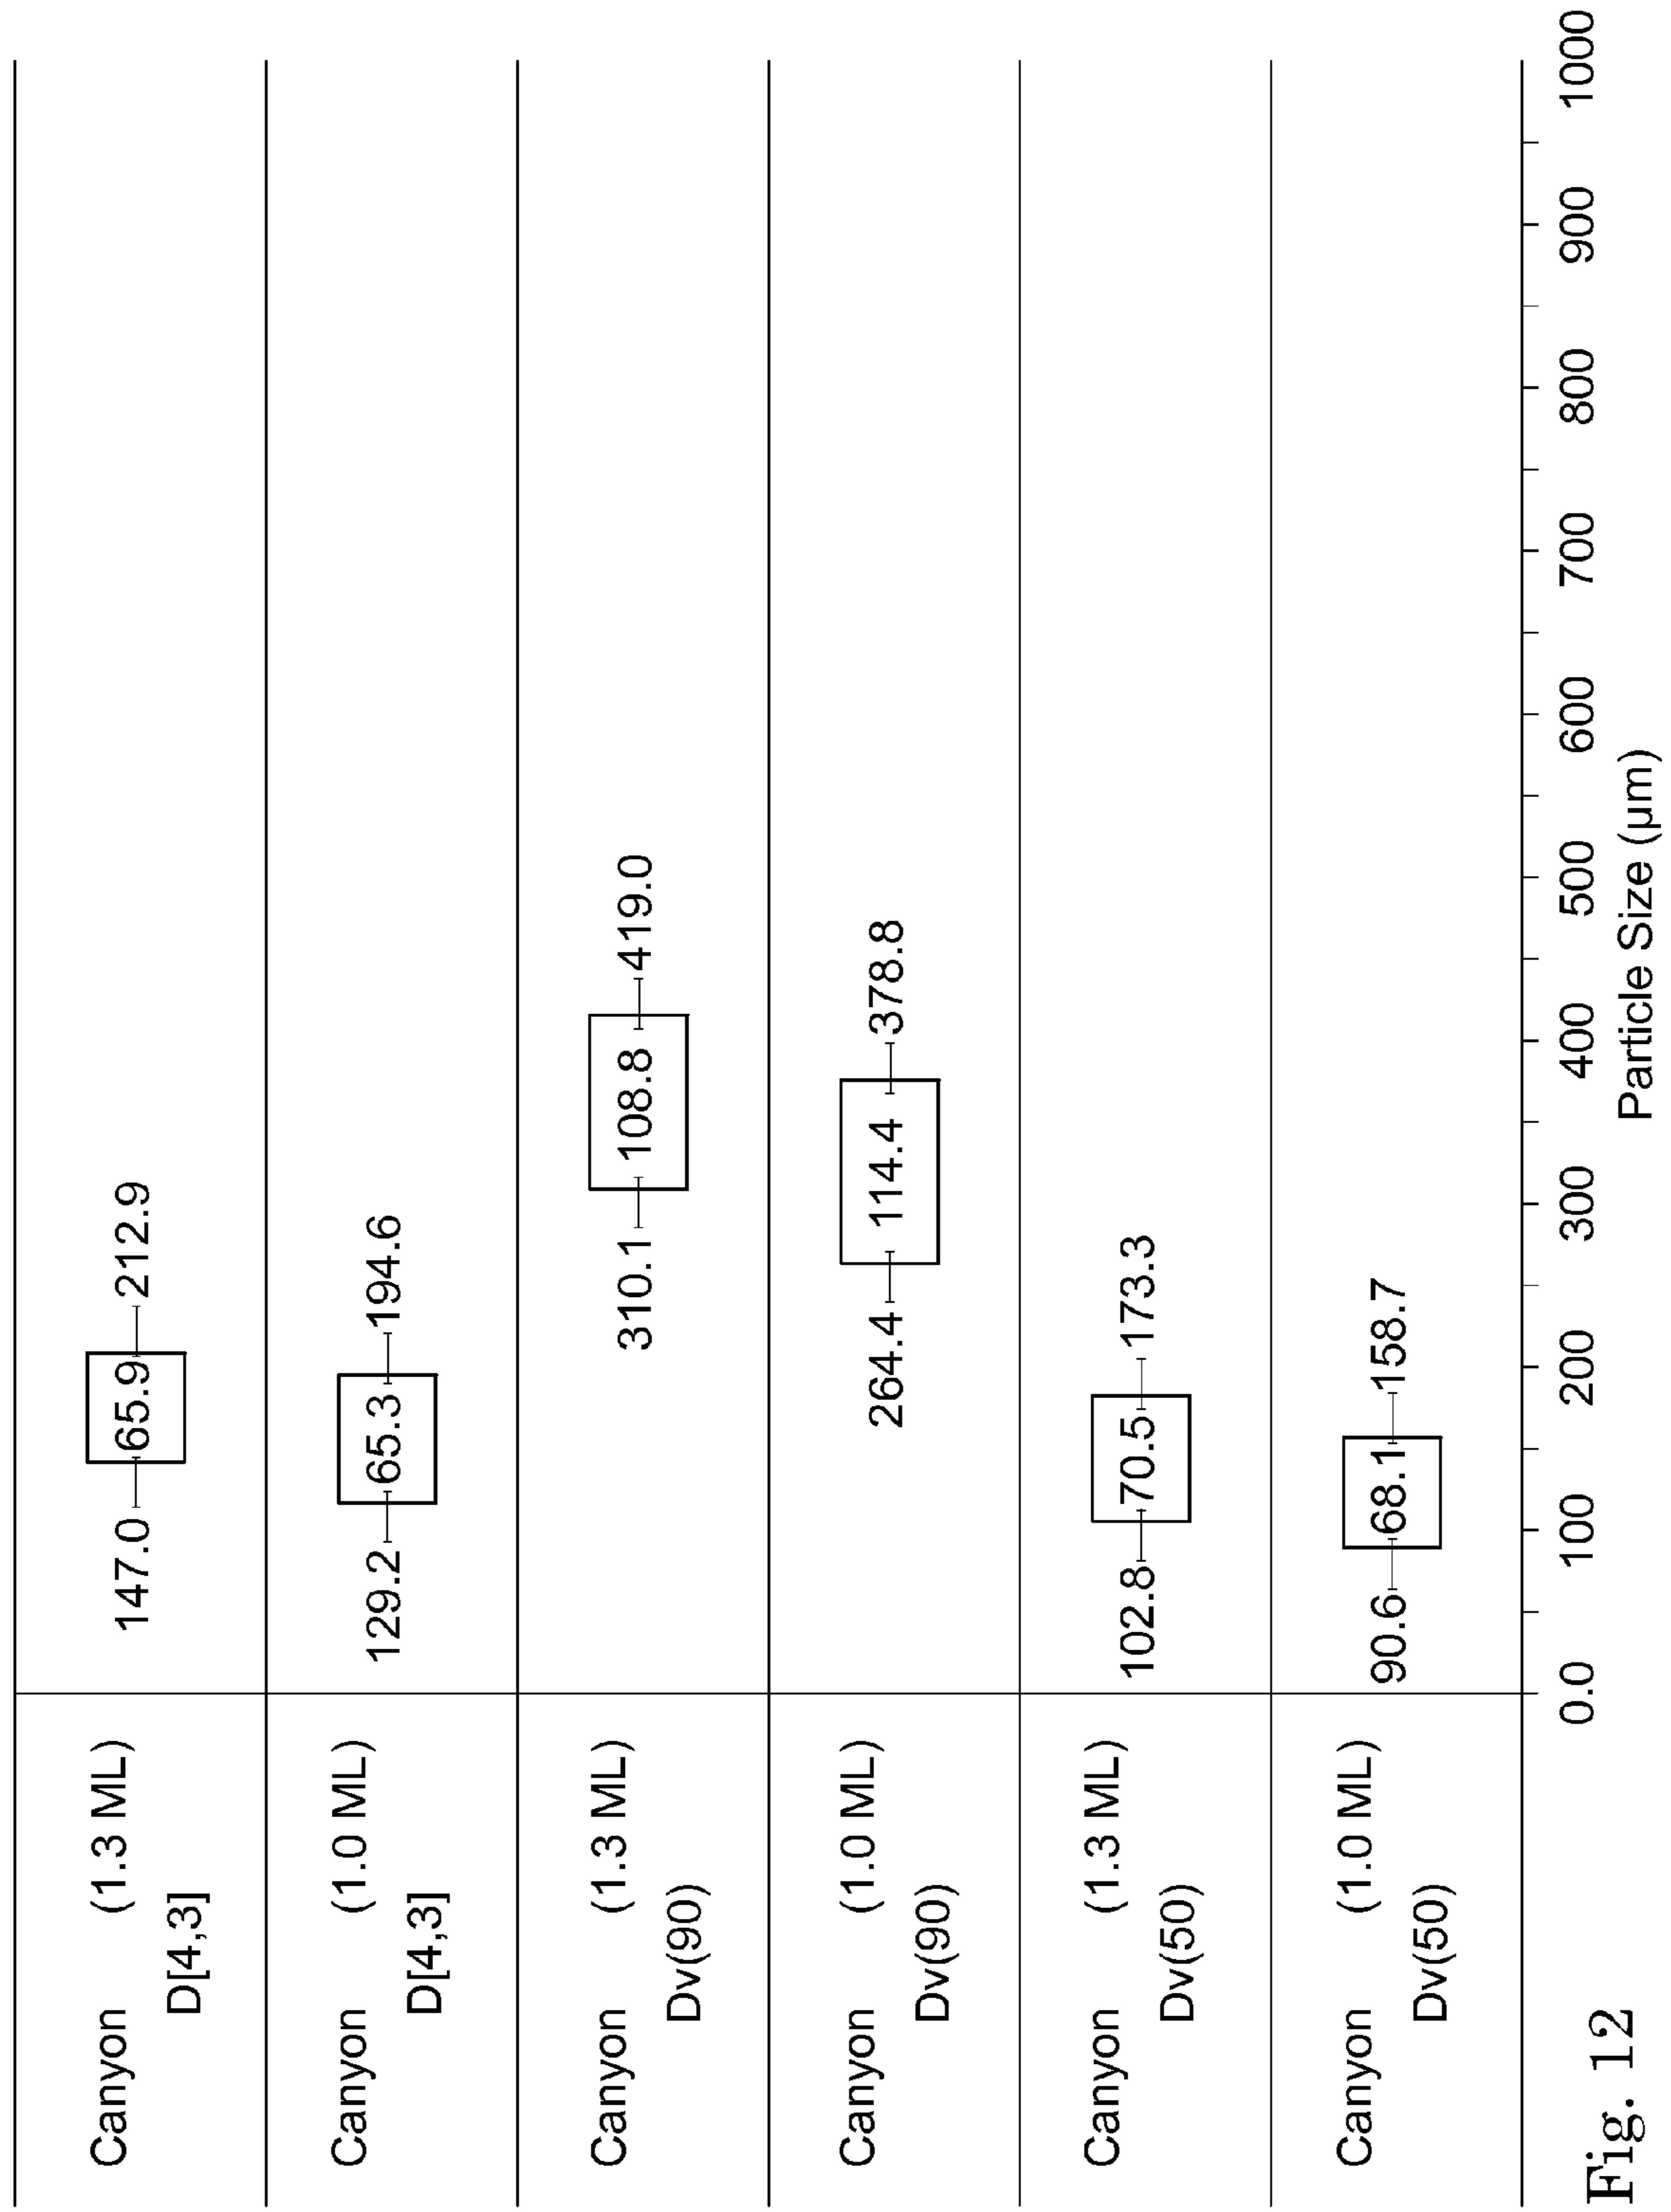 Canyon (1.3 ML)
D[4,3]
147.0 65.9 212.9
Canyon (1.0 ML)
D[4,3]
129.2 65.3 194.6
Canyon (1.3 ML)
Dv(90)
310.1 108.8 419.0
Canyon (1.0 ML)
Dv(90)
264.4 114.4 378.8
Canyon (1.3 ML)
Dv(50)
102.8 70.5 173.3
Canyon (1.0 ML)
Dv(50)
90.6 68.1 158.7
0.0 100 200 300 400 500 600 700 800 900 1000
Particle Size (µm)
Fig. 12